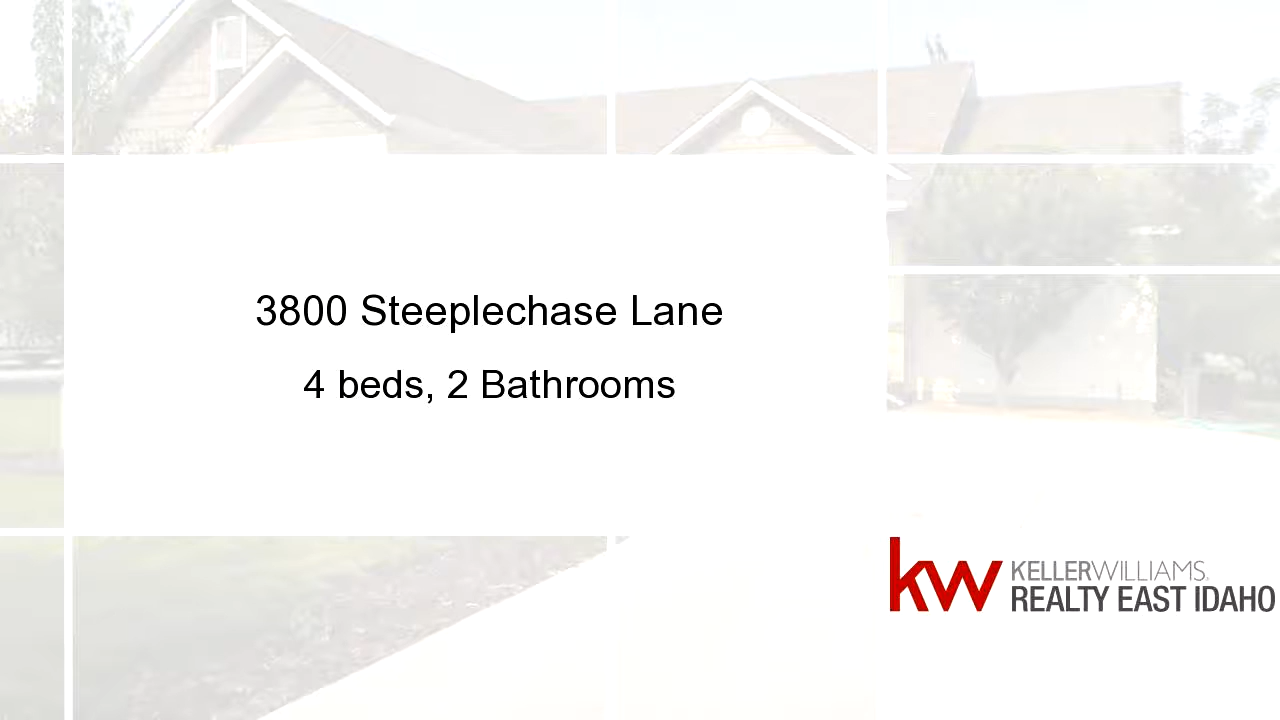 3800 Steeplechase Lane
4 beds, 2 Bathrooms
kw KELLERWILLIAMS.
REALTY EAST IDAHO